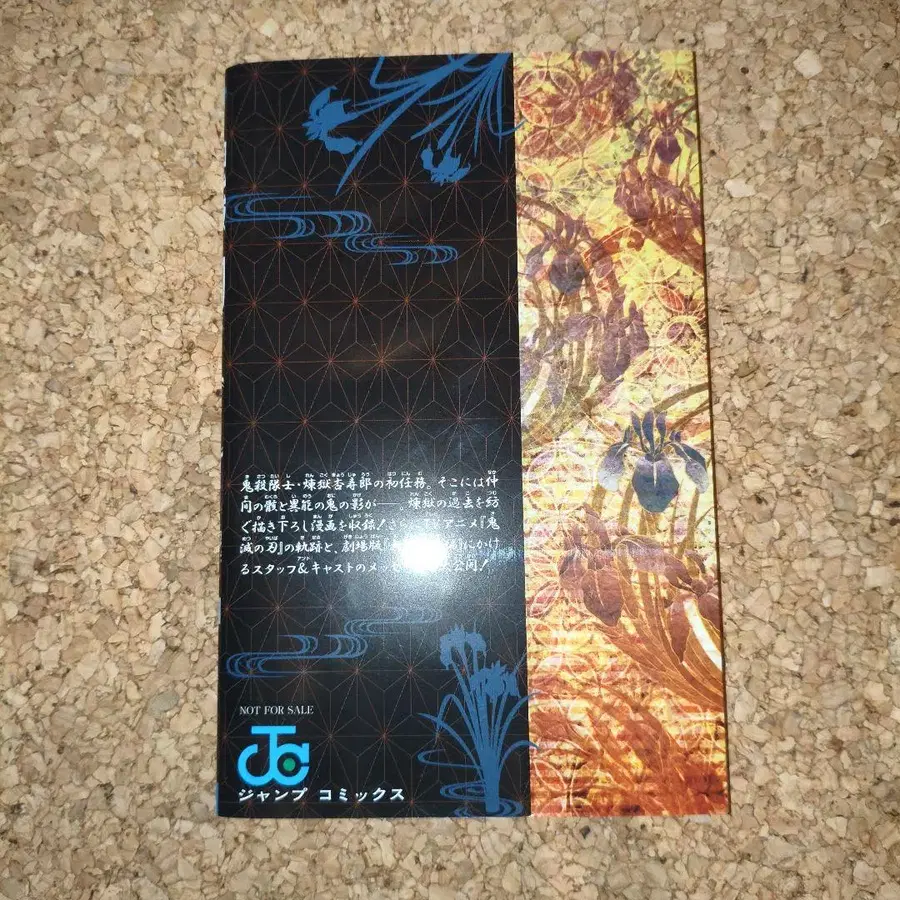 鬼殺隊士・煉獄杏寿郎の初任務。そこには仲
間の骸と異能の鬼の影が――煉獄の過去を紡
ぐ描き下ろし漫画を収録!さら アニメ『鬼
滅の刃』の軌跡と、劇場版 にかけ
るスタッフ&キャストのメッセ 公開!
NOT FOR SALE
ジャンプ コミックス